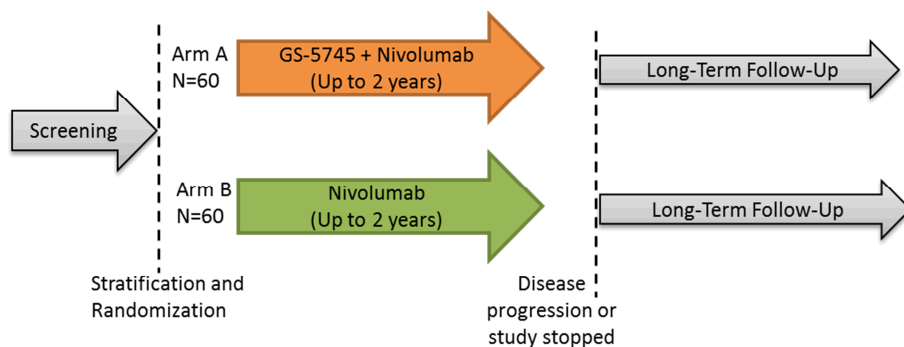 Screening
Arm A
N=60
GS-5745 + Nivolumab
(Up to 2 years)
Long-Term Follow-Up
Arm B
N=60
Nivolumab
(Up to 2 years)
Long-Term Follow-Up
Stratification and
Randomization
Disease
progression or
study stopped